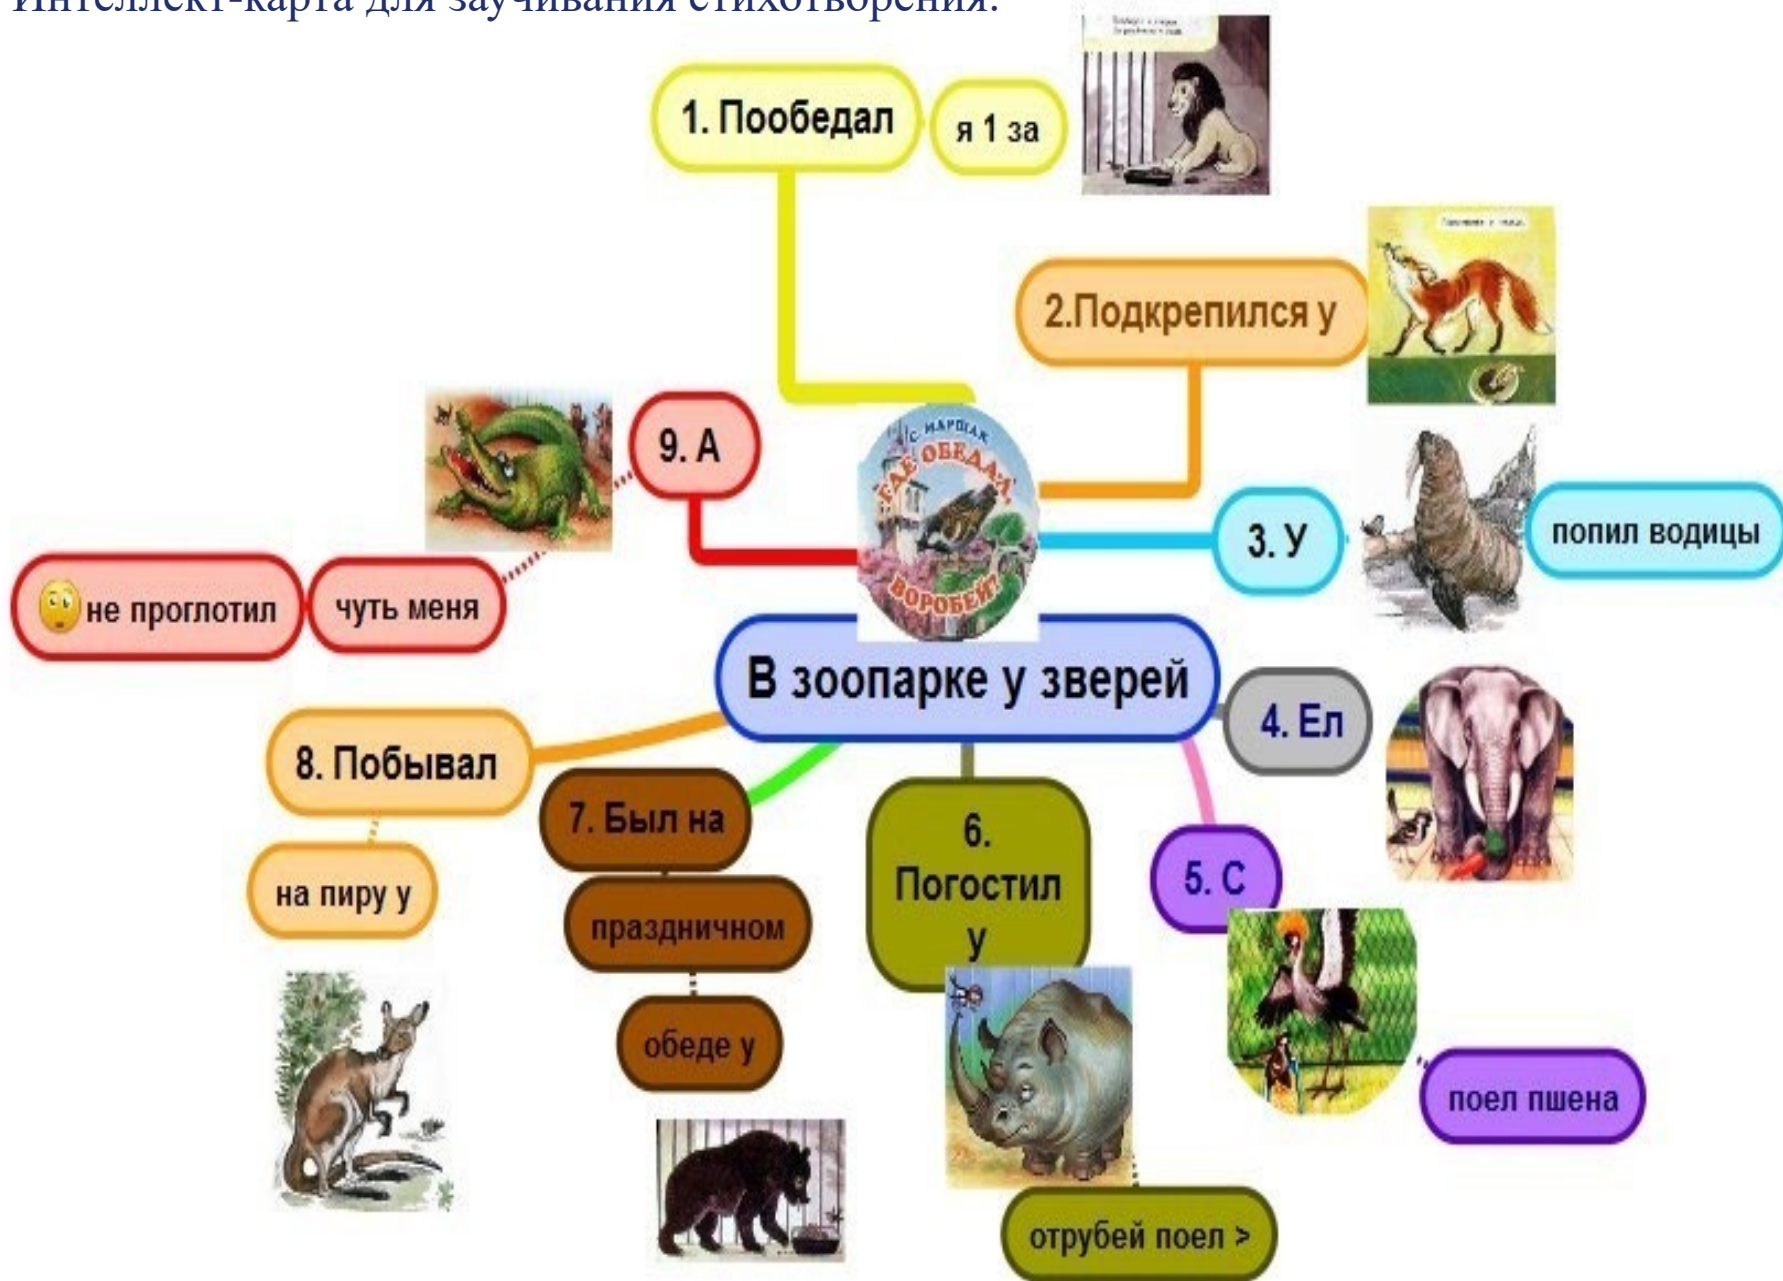 Интеллект-карта для заучивания стихотворения.
1. Пообедал
я 1 за
2.Подкрепился у
3. У
попил водицы
4. Ел
5. С
поел пшена
6.
Погостил
у
отрубей поел >
7. Был на
праздничном
обеде у
8. Побывал
на пиру у
9. А
чуть меня
не проглотил
С. МАРШАК
ГДЕ ОБЕДАЛ,
ВОРОБЕЙ?
В зоопарке у зверей